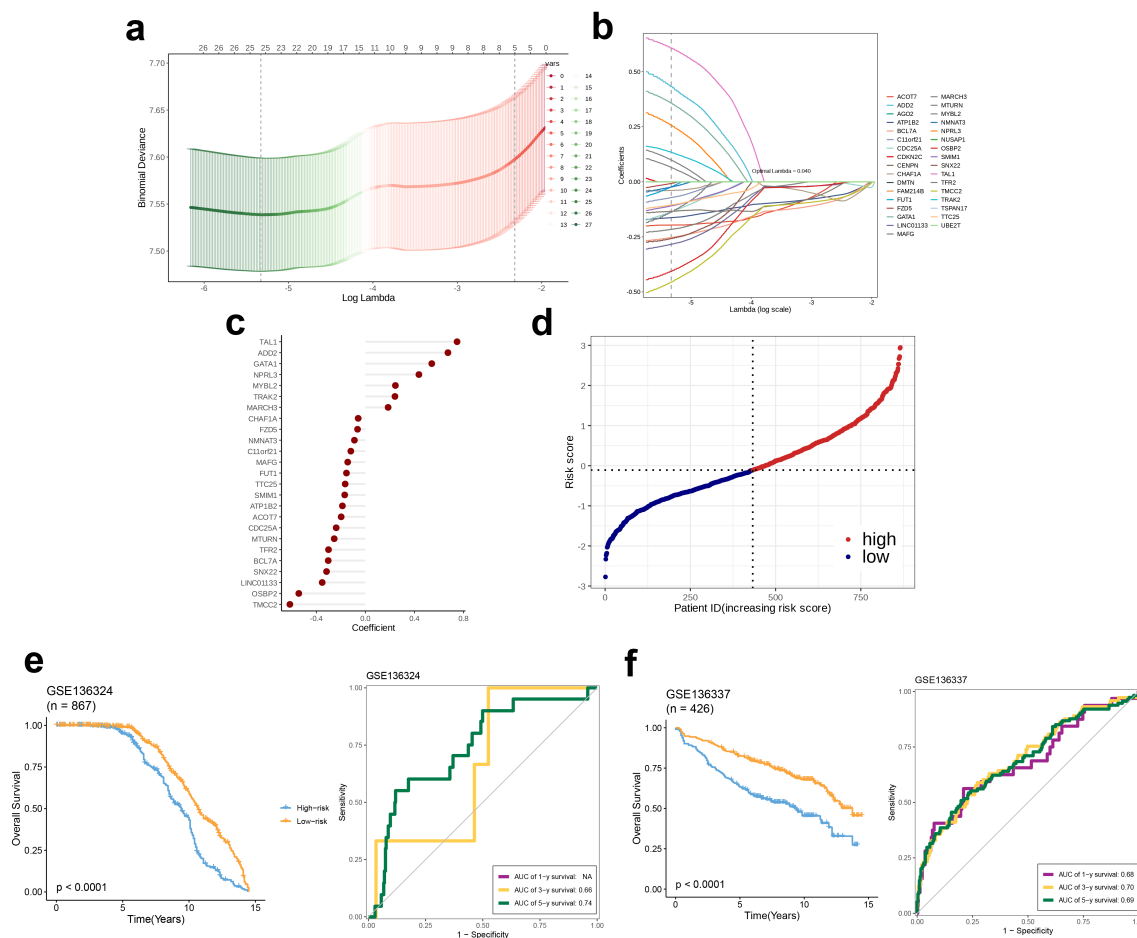 a
26 26 26 25 25 23 22 20 19 17 15 11 10 9 9 9 9 8 8 8 5 5 0
7.70
7.65
7.60
7.55
7.50
Binomial Deviance
-6 -5 -4 -3 -2
Log Lambda
vars
0 14
1 15
2 16
3 17
4 18
5 19
6 20
7 21
8 22
9 23
10 24
11 25
12 26
13 27
b
0.50
0.25
0.00
-0.25
-0.50
Coefficients
Optimal Lambda = 0.040
-5 -4 -3 -2
Lambda (log scale)
ACOT7 MARCH3
ADD2 MTURN
AGO2 MYBL2
ATP1B2 NMNAT3
BCL7A NPRL3
C11orf21 NUSAP1
CDC25A OSBP2
CDKN2C SMIM1
CENPN SNX22
CHAF1A TAL1
DMTN TFR2
FAM214B TMCC2
FUT1 TRAK2
FZD5 TSPAN17
GATA1 TTC25
LINC01133 UBE2T
MAFG
c
TAL1
ADD2
GATA1
NPRL3
MYBL2
TRAK2
MARCH3
CHAF1A
FZD5
NMNAT3
C11orf21
MAFG
FUT1
TTC25
SMIM1
ATP1B2
ACOT7
CDC25A
MTURN
TFR2
BCL7A
SNX22
LINC01133
OSBP2
TMCC2
-0.4 0.0 0.4 0.8
Coefficient
d
3
2
1
0
-1
-2
-3
Risk score
high
low
0 250 500 750
Patient ID(increasing risk score)
e
GSE136324
(n = 867)
1.00
0.75
0.50
0.25
0.00
Overall Survival
p < 0.0001
0 5 10 15
Time(Years)
High−risk
Low−risk
GSE136324
1.00
0.75
0.50
0.25
0.00
Sensitivity
AUC of 1−y survival: NA
AUC of 3−y survival: 0.66
AUC of 5−y survival: 0.74
0.00 0.25 0.50 0.75 1.00
1 − Specificity
f
GSE136337
(n = 426)
1.00
0.75
0.50
0.25
0.00
Overall Survival
p < 0.0001
0 5 10 15
Time(Years)
GSE136337
1.00
0.75
0.50
0.25
0.00
Sensitivity
AUC of 1−y survival: 0.68
AUC of 3−y survival: 0.70
AUC of 5−y survival: 0.69
0.00 0.25 0.50 0.75 1.00
1 − Specificity